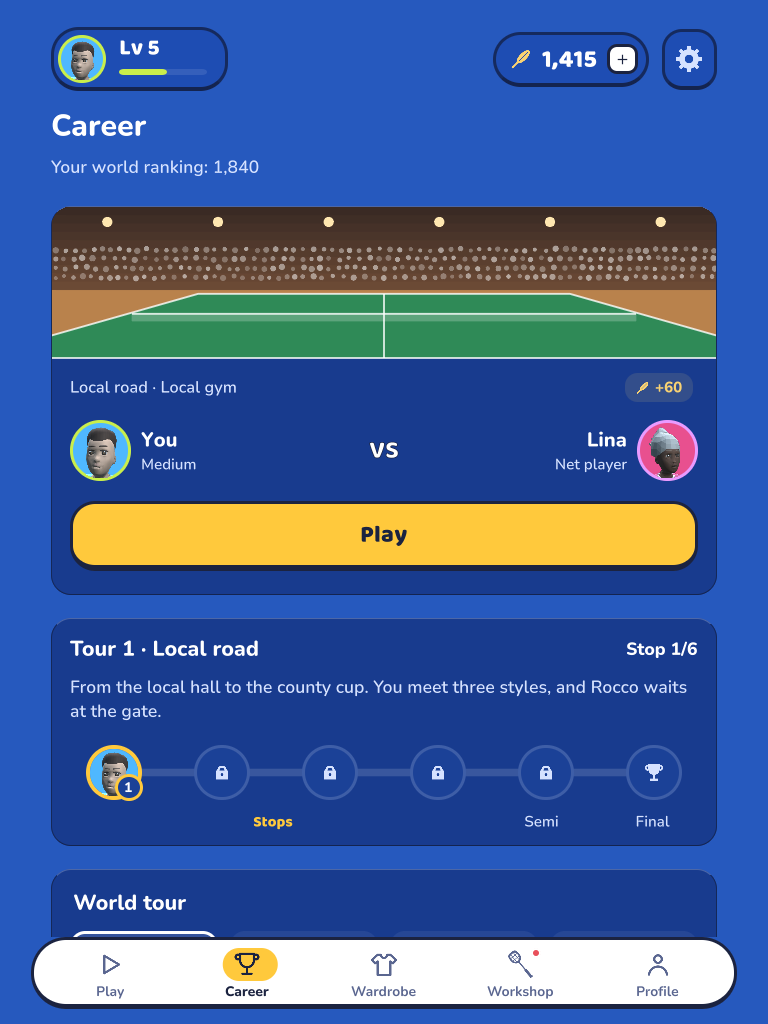 Lv 5
1,415
+
Career
Your world ranking: 1,840
Local road · Local gym
+60
You
Medium
VS
Lina
Net player
Play
Tour 1 · Local road
Stop 1/6
From the local hall to the county cup. You meet three styles, and Rocco waits
at the gate.
1
Stops
Semi
Final
World tour
Play
Career
Wardrobe
Workshop
Profile